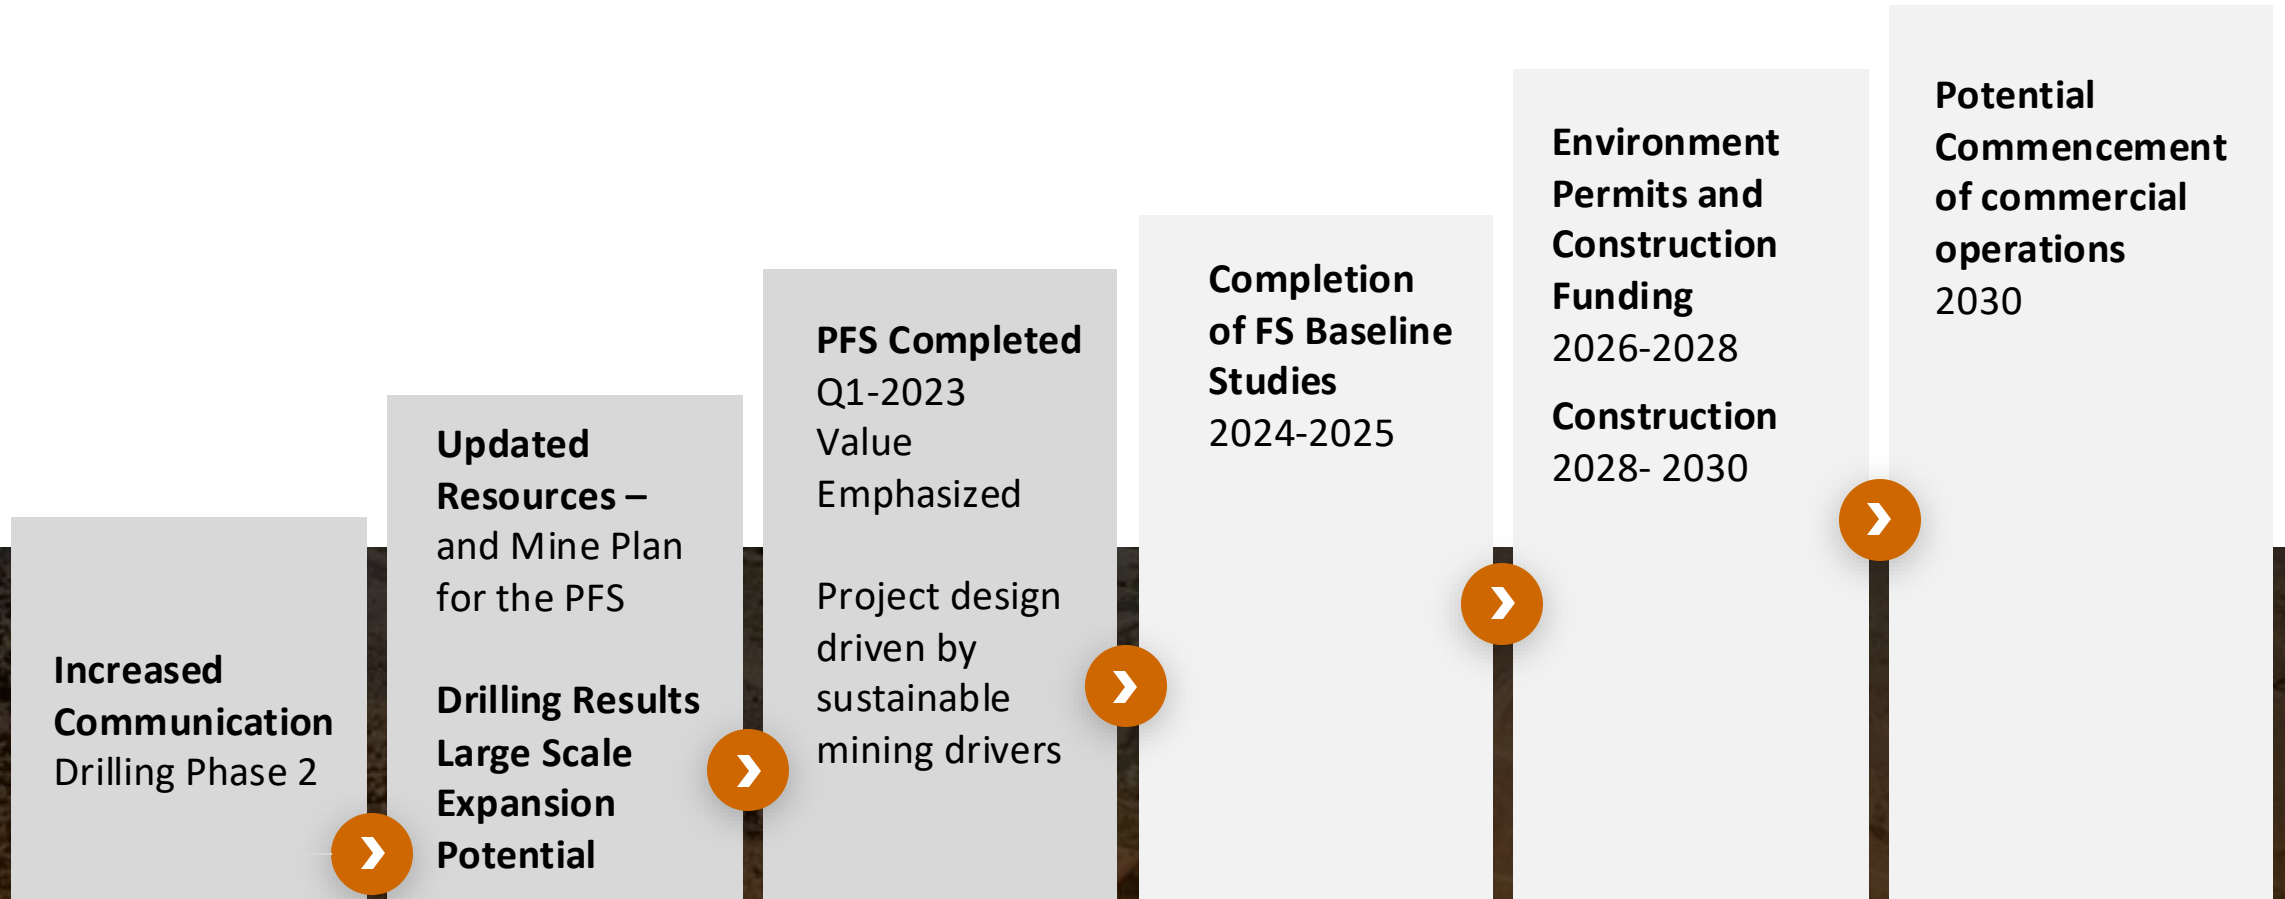 Increased
Communication
Drilling Phase 2
Updated
Resources –
and Mine Plan
for the PFS
Drilling Results
Large Scale
Expansion
Potential
PFS Completed
Q1-2023
Value
Emphasized
Project design
driven by
sustainable
mining drivers
Completion
of FS Baseline
Studies
2024-2025
Environment
Permits and
Construction
Funding
2026-2028
Construction
2028- 2030
Potential
Commencement
of commercial
operations
2030